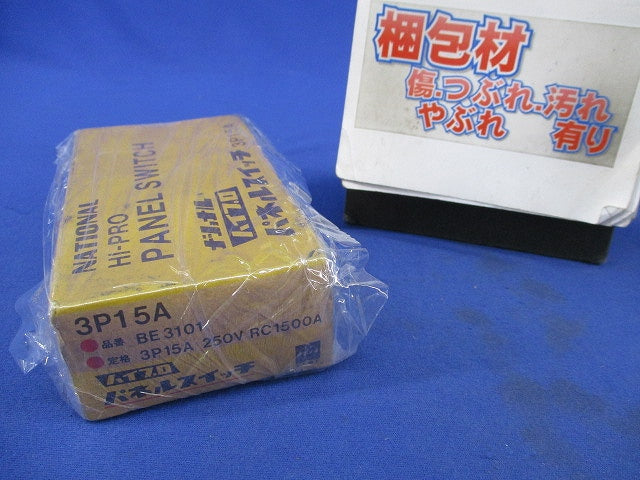 梱包材
傷.つぶれ.汚れ
やぶれ 有り
NATIONAL
HI-PRO
PANEL SWITCH
ナショナル
ハイプロ
パネルスイッチ
3P15A
品番 BE3101
定格 3P15A 250V RC1500A
ハイプロ
パネルスイッチ